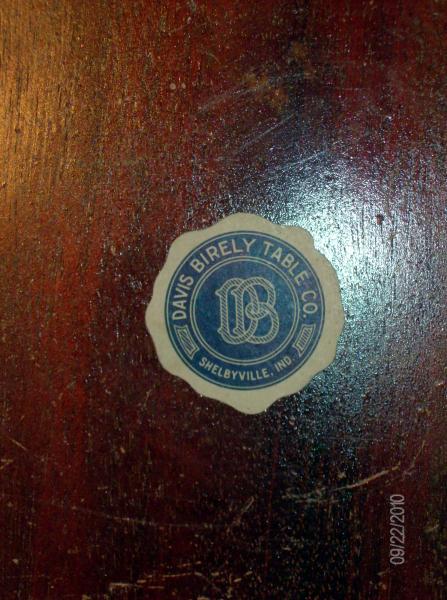 DAVIS BIRELY TABLE CO.
DB
SHELBYVILLE, IND.
09/22/2010